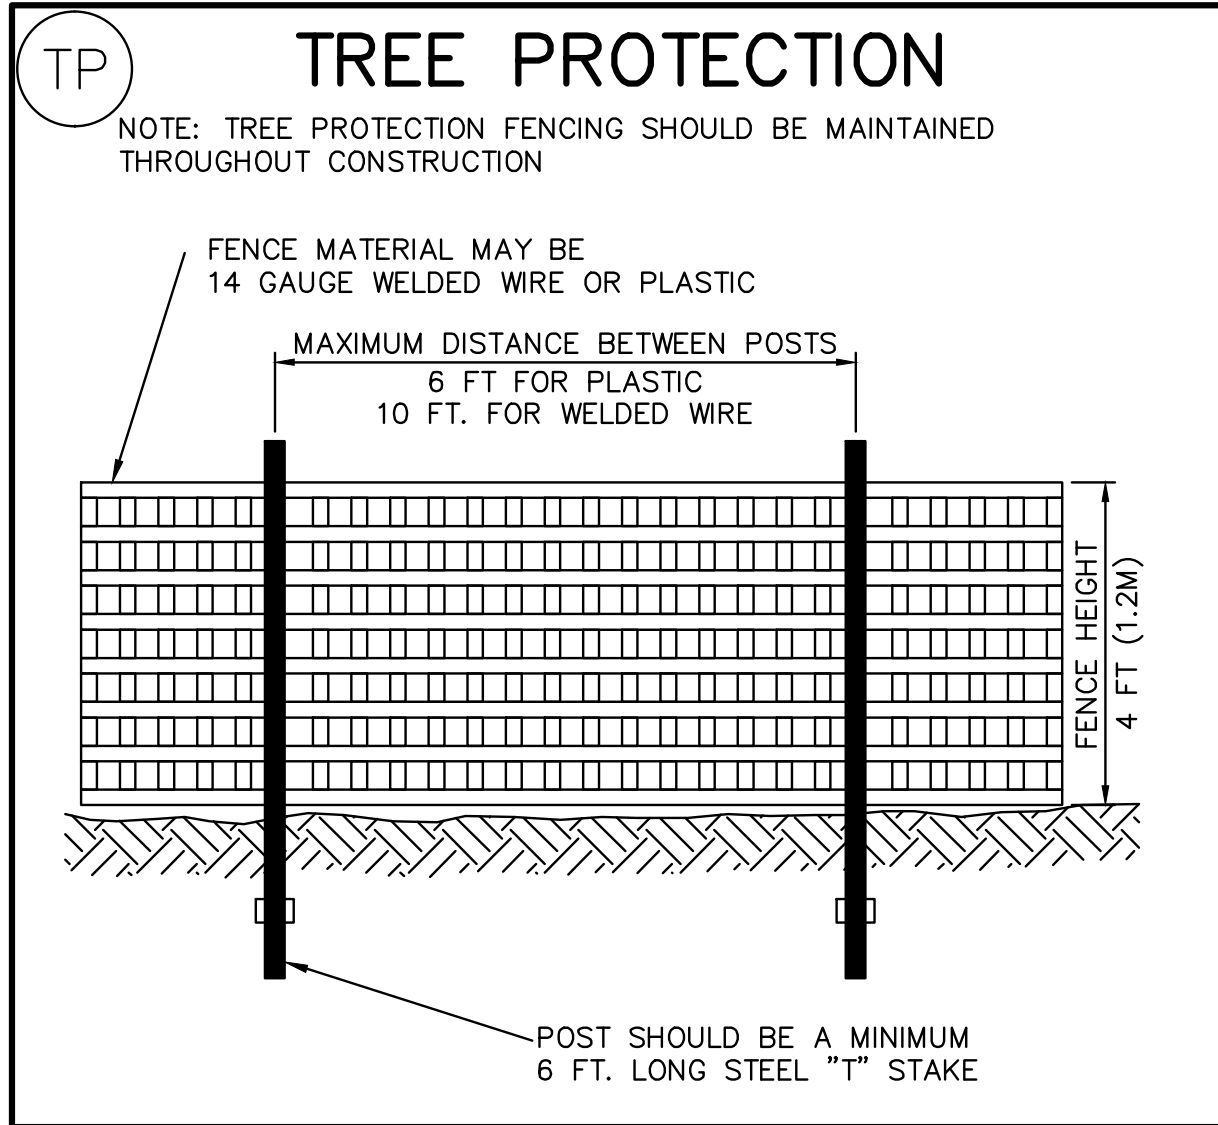 TP
TREE PROTECTION
NOTE: TREE PROTECTION FENCING SHOULD BE MAINTAINED
THROUGHOUT CONSTRUCTION
FENCE MATERIAL MAY BE
14 GAUGE WELDED WIRE OR PLASTIC
MAXIMUM DISTANCE BETWEEN POSTS
6 FT FOR PLASTIC
10 FT. FOR WELDED WIRE
FENCE HEIGHT
4 FT (1.2M)
POST SHOULD BE A MINIMUM
6 FT. LONG STEEL ”T” STAKE